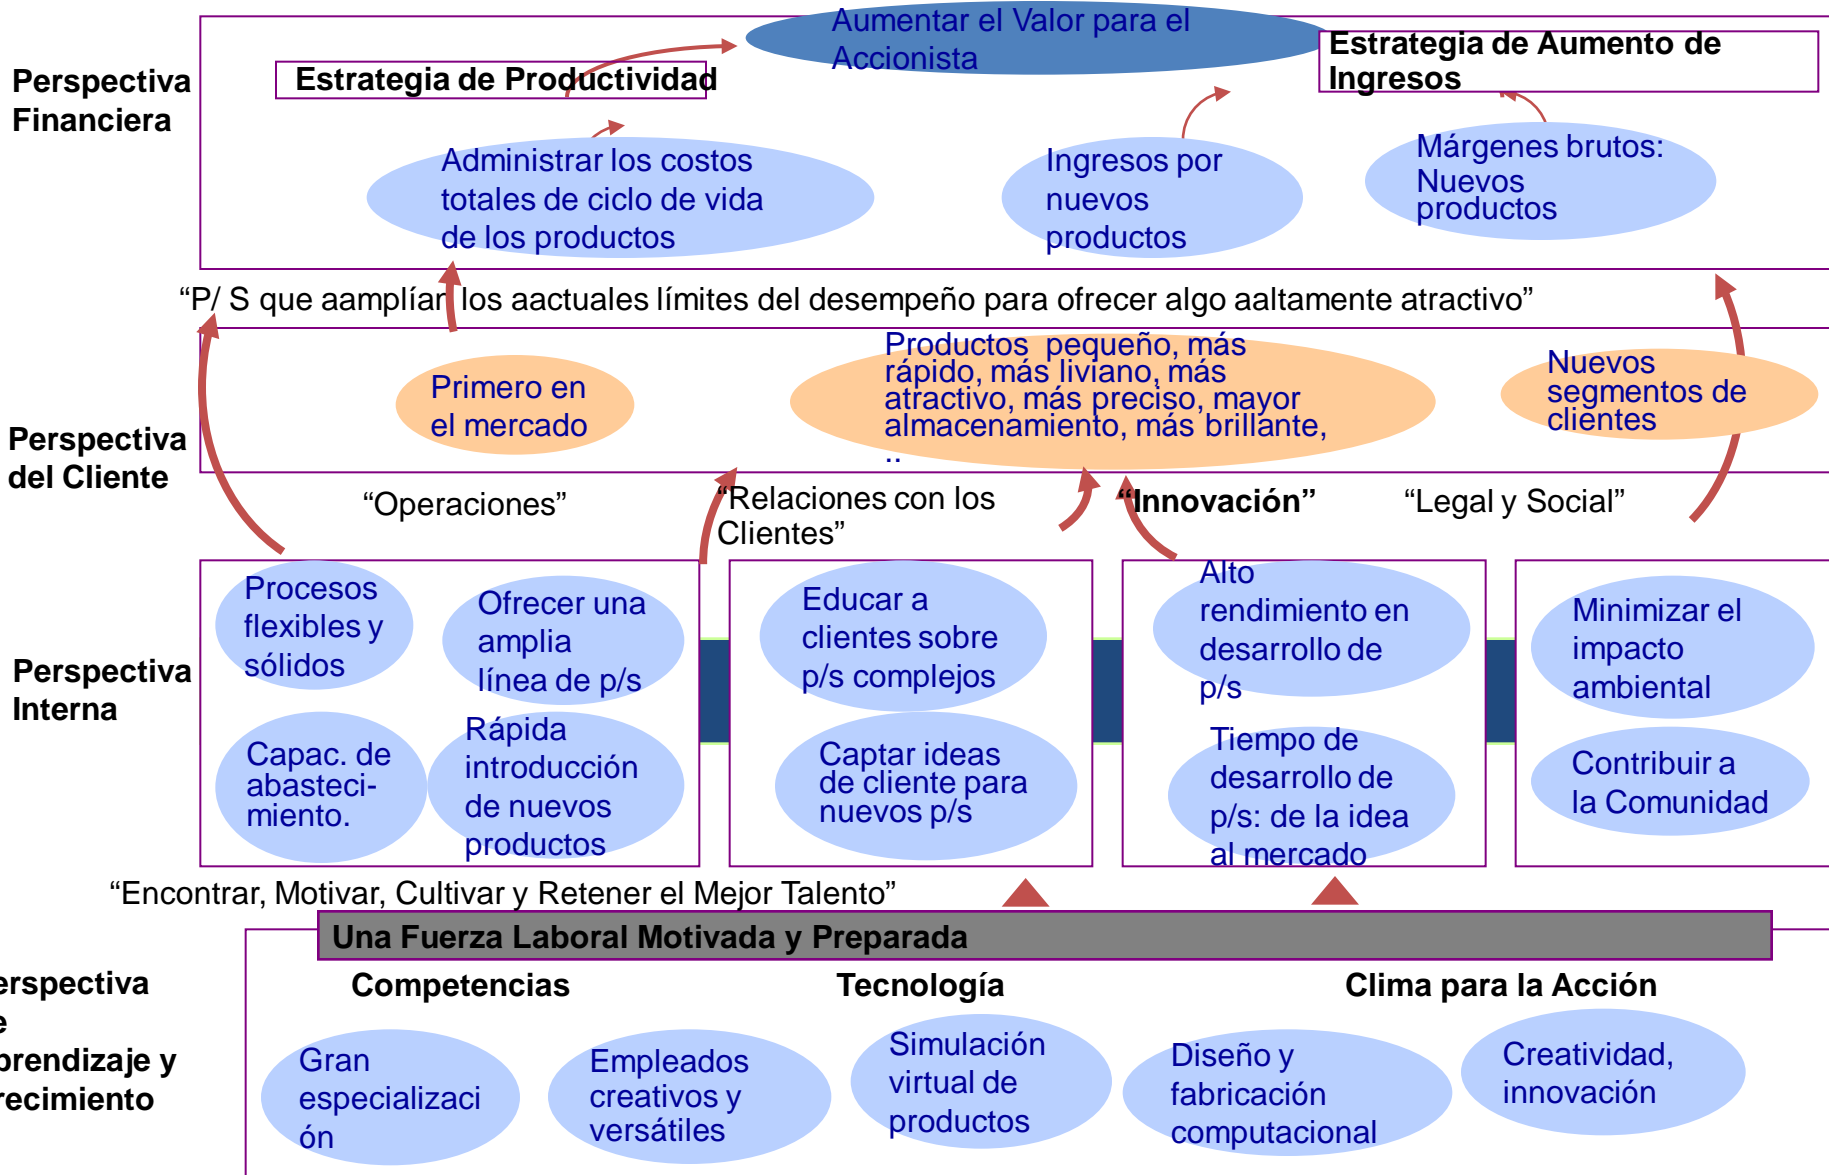 Aumentar el Valor para el
Accionista
Estrategia de Productividad
Estrategia de Aumento de
Ingresos
Perspectiva
Financiera
Administrar los costos
totales de ciclo de vida
de los productos
Ingresos por
nuevos
productos
Márgenes brutos:
Nuevos
productos
“P/ S que aamplían los aactuales límites del desempeño para ofrecer algo aaltamente atractivo”
Perspectiva
del Cliente
Primero en
el mercado
Productos  pequeño, más
rápido, más liviano, más
atractivo, más preciso, mayor
almacenamiento, más brillante,
..
Nuevos
segmentos de
clientes
“Operaciones”
“Relaciones con los
Clientes”
“Innovación”
“Legal y Social”
Perspectiva
Interna
Procesos
flexibles y
sólidos
Ofrecer una
amplia
línea de p/s
Capac. de
abasteci-
miento.
Rápida
introducción
de nuevos
productos
Educar a
clientes sobre
p/s complejos
Captar ideas
de cliente para
nuevos p/s
Alto
rendimiento en
desarrollo de
p/s
Tiempo de
desarrollo de
p/s: de la idea
al mercado
Minimizar el
impacto
ambiental
Contribuir a
la Comunidad
“Encontrar, Motivar, Cultivar y Retener el Mejor Talento”
Una Fuerza Laboral Motivada y Preparada
erspectiva
e
prendizaje y
recimiento
Competencias
Tecnología
Clima para la Acción
Gran
especializaci
ón
Empleados
creativos y
versátiles
Simulación
virtual de
productos
Diseño y
fabricación
computacional
Creatividad,
innovación